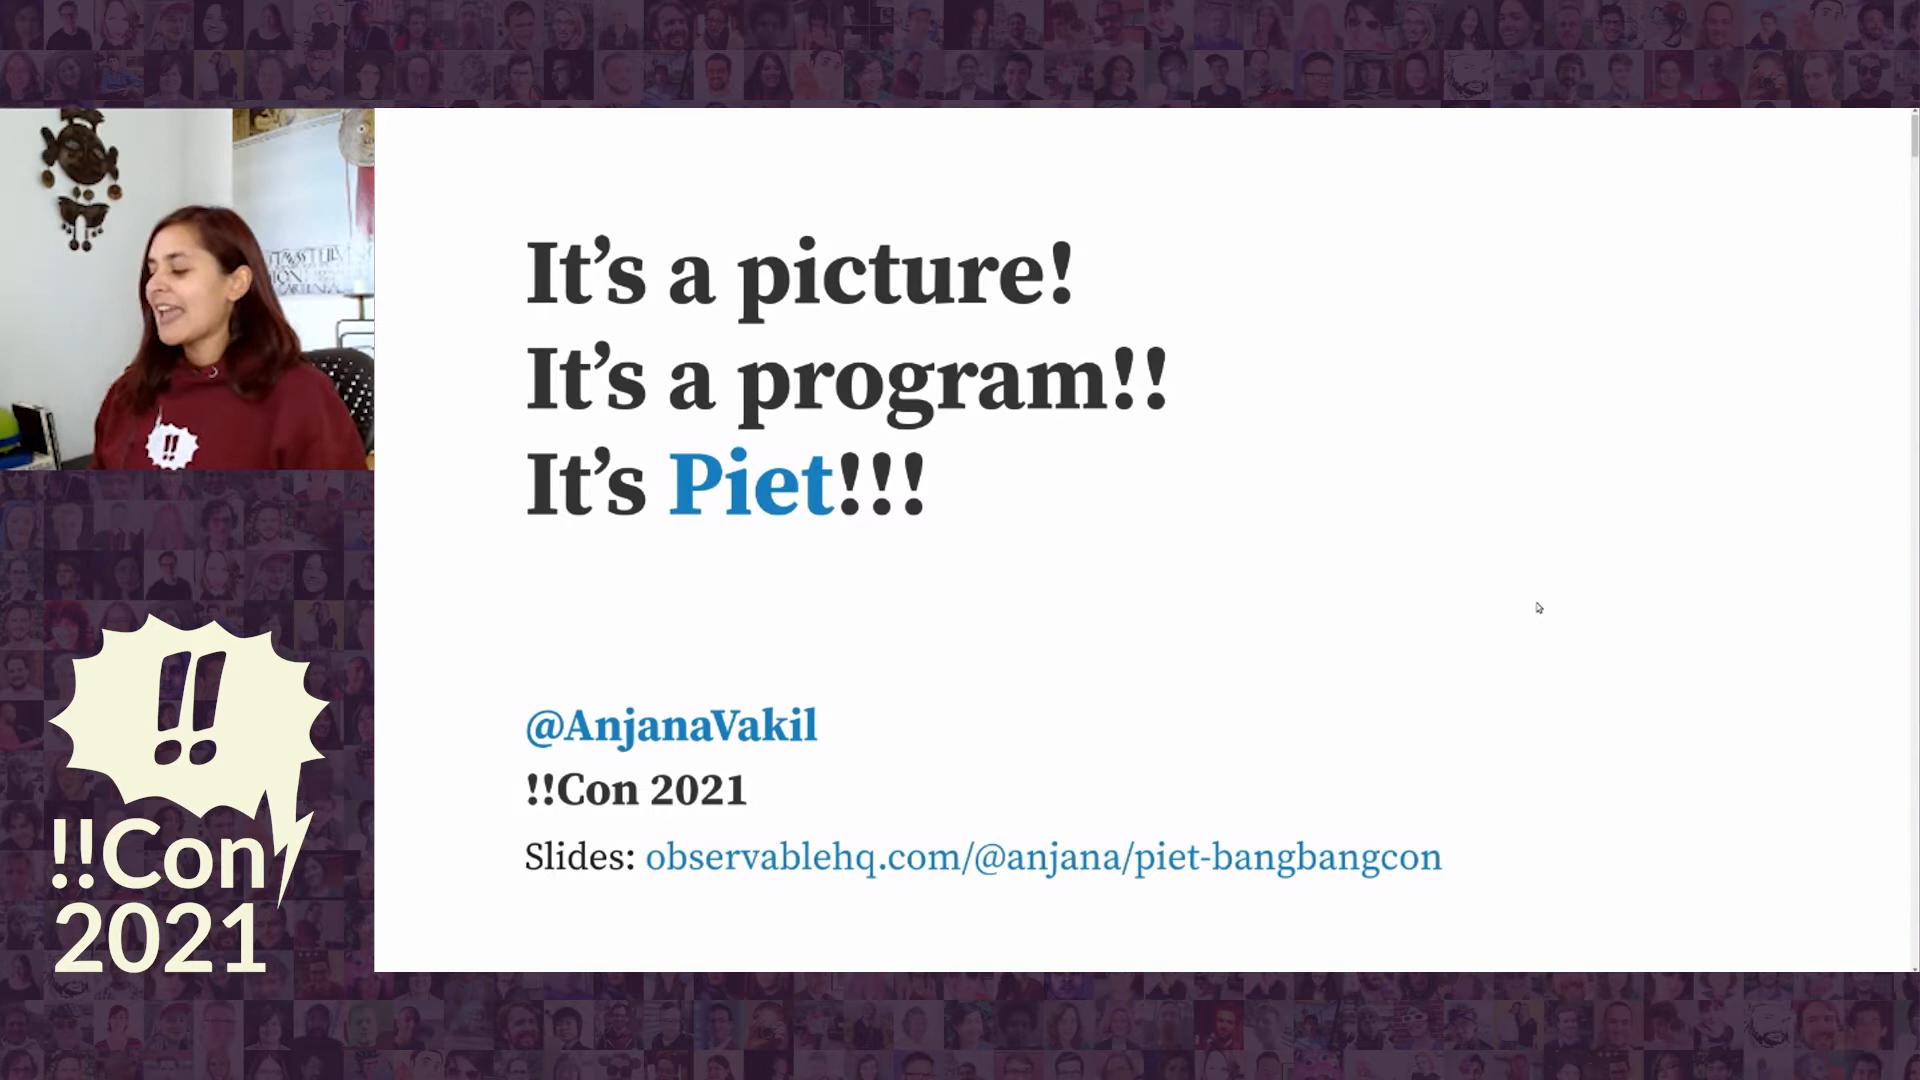 It's a picture!
It's a program!!
It's Piet!!!
@AnjanaVakil
!!Con 2021
Slides: observablehq.com/@anjana/piet-bangbangcon
!!
!!
!!Con
2021